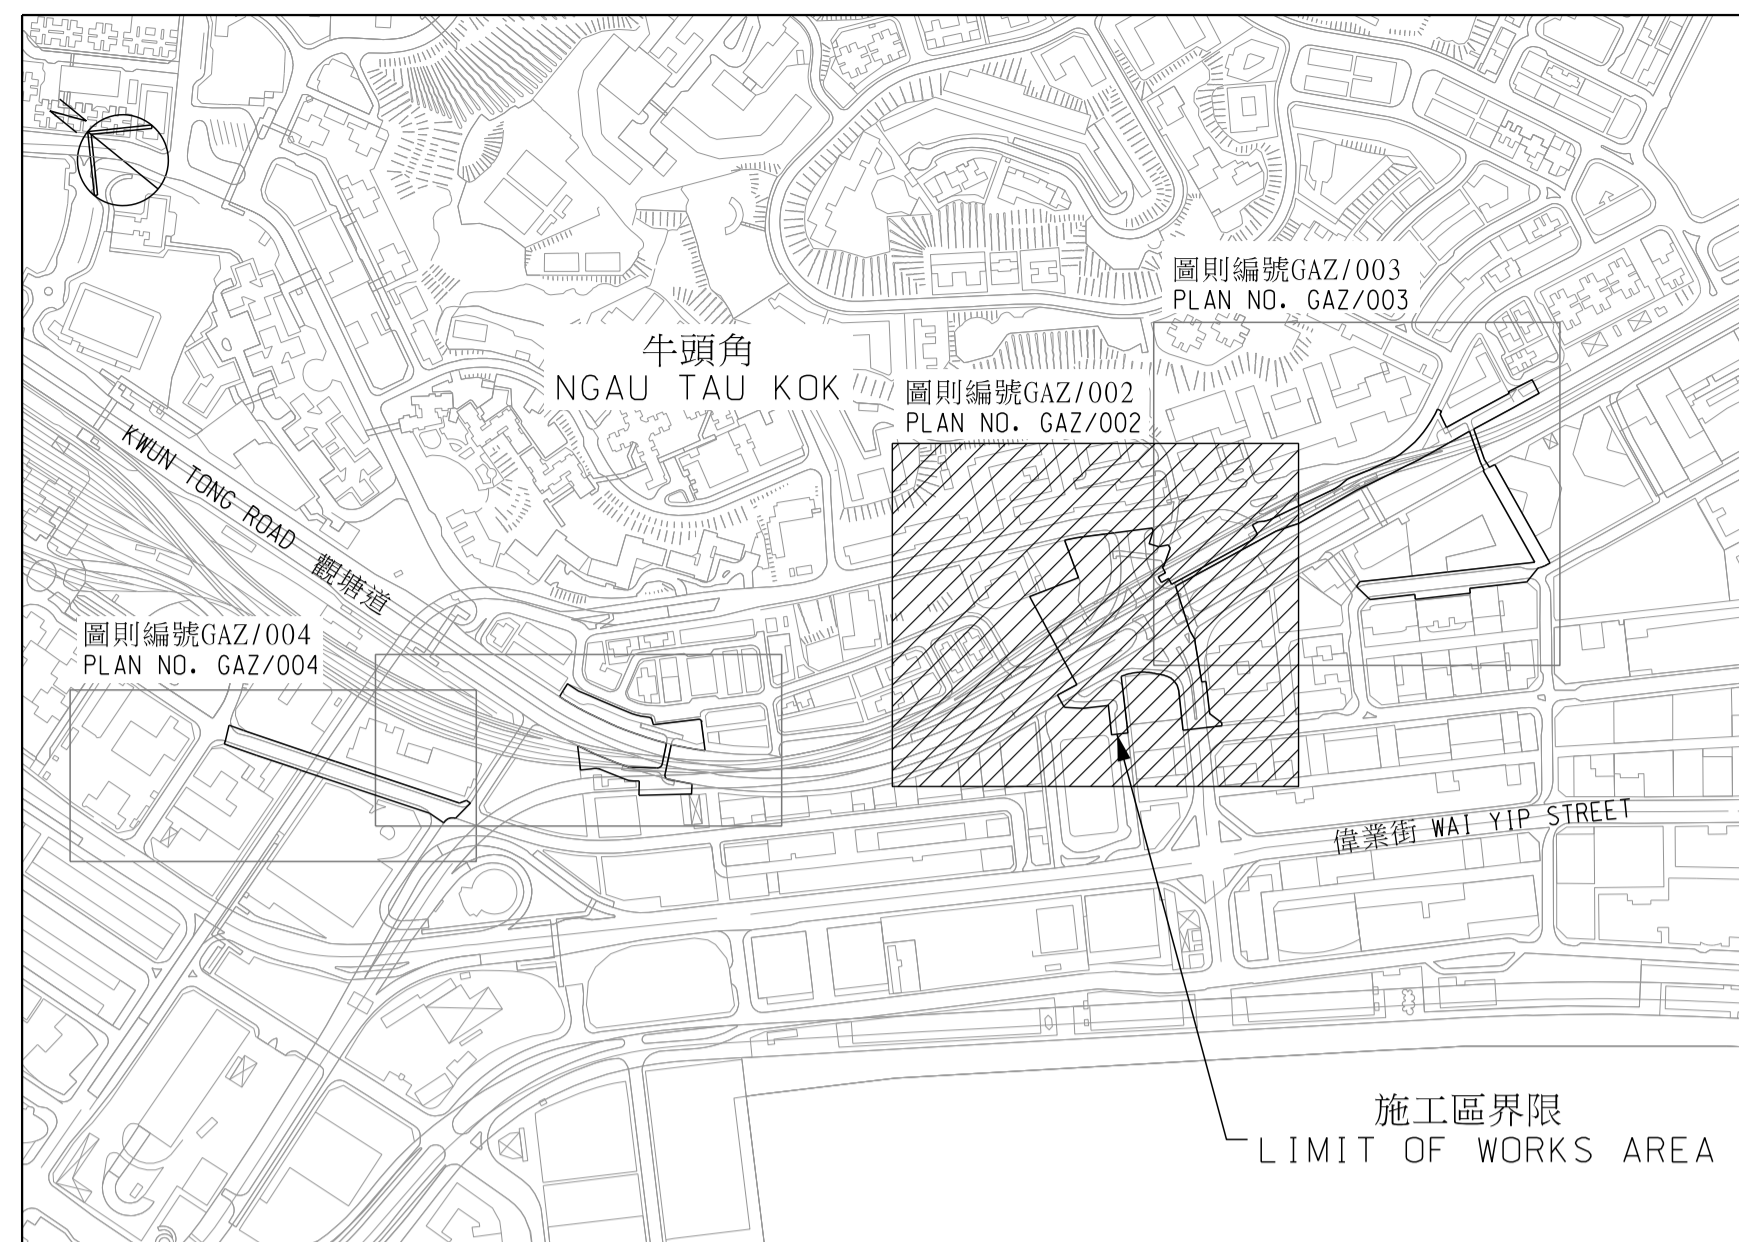 圖則編號GAZ/003
PLAN NO. GAZ/003
牛頭角
NGAU TAU KOK
圖則編號GAZ/002
PLAN NO. GAZ/002
KWUN TONG ROAD 觀塘道
圖則編號GAZ/004
PLAN NO. GAZ/004
偉業街 WAI YIP STREET
施工區界限
LIMIT OF WORKS AREA